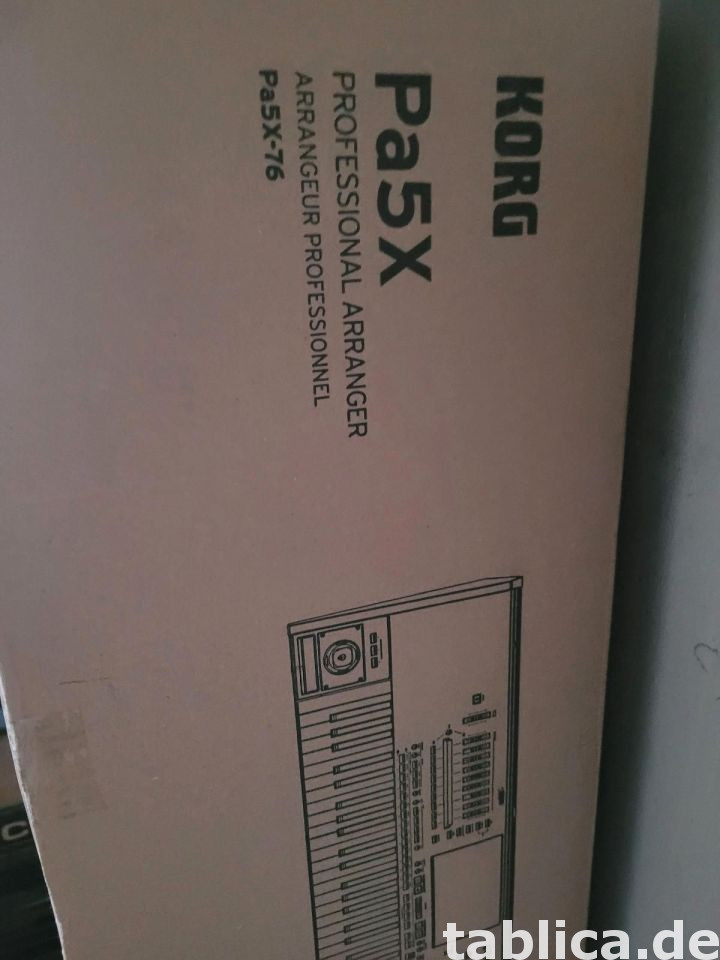 KORG
Pa5X
PROFESSIONAL ARRANGER
ARRANGEUR PROFESSIONNEL
Pa5X-76
tablica.de